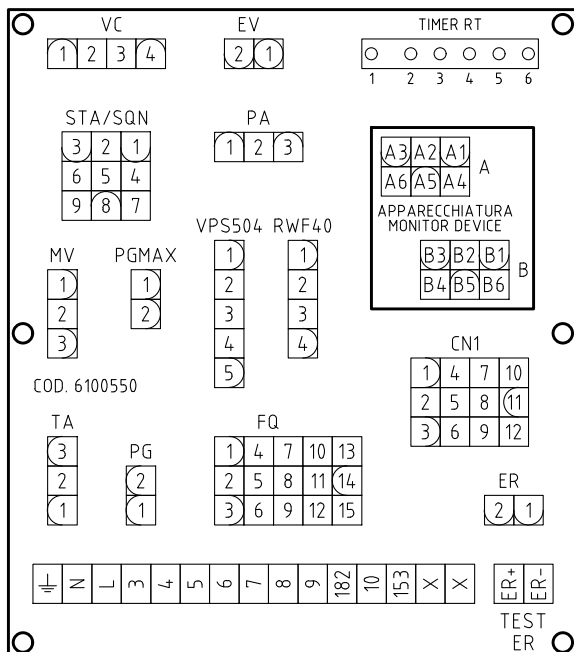 VC EV TIMER RT
1 2 3 4 2 1
1 2 3 4 5 6
STA/SQN PA
3 2 1 1 2 3
6 5 4
9 8 7
A3 A2 A1 A
A6 A5 A4
APPARECCHIATURA
MONITOR DEVICE
B3 B2 B1 B
B4 B5 B6
MV PGMAX VPS504 RWF40
1 1 1 1
2 2 2 2
3 3 3
4 4
5
CN1
1 4 7 10
2 5 8 11
3 6 9 12
COD. 6100550
TA PG FQ ER
3 2 1 4 7 10 13
2 1 2 5 8 11 14
1 3 6 9 12 15
2 1
N L 3 4 5 6 7 8 9 182 10 153 X X ER+ ER-
TEST
ER